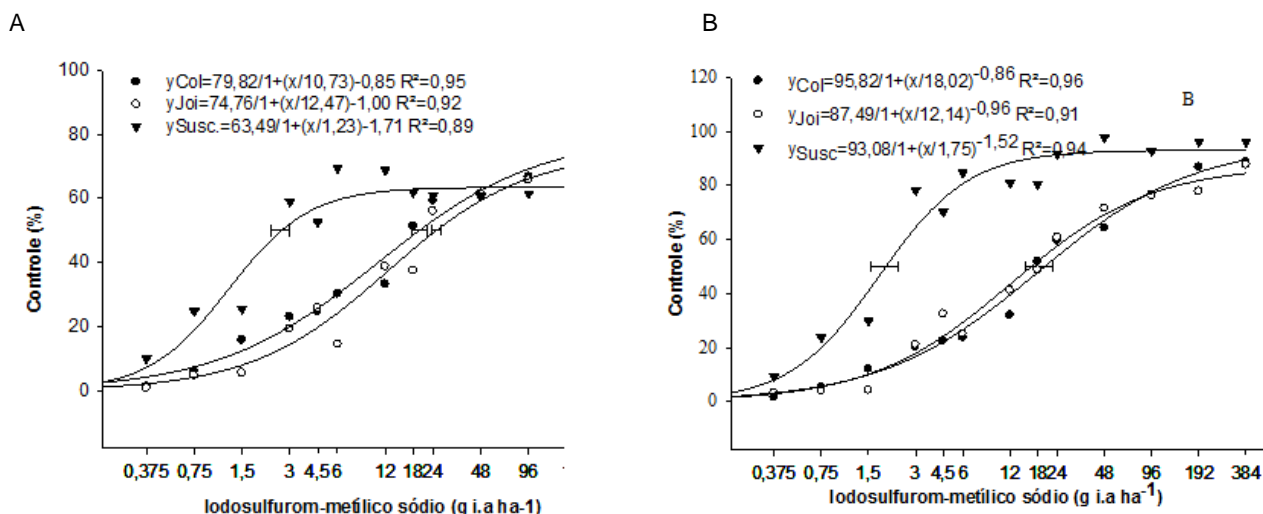 A
B
Controle (%)
100
80
60
40
20
0
yCol=79,82/1+(x/10,73)-0,85 R²=0,95
yJoi=74,76/1+(x/12,47)-1,00 R²=0,92
ySusc.=63,49/1+(x/1,23)-1,71 R²=0,89
0,375 0,75 1,5 3 4,56 12 1824 48 96
Iodosulfurom-metílico sódio (g i.a ha-1)
Controle (%)
120
100
80
60
40
20
0
yCol=95,82/1+(x/18,02)-0,86 R²=0,96
B
yJoi=87,49/1+(x/12,14)-0,96 R²=0,91
ySusc=93,08/1+(x/1,75)-1,52 R²=0,94
0,375 0,75 1,5 3 4,5 6 12 1824 48 96 192 384
Iodosulfurom-metílico sódio (g i.a ha-1)